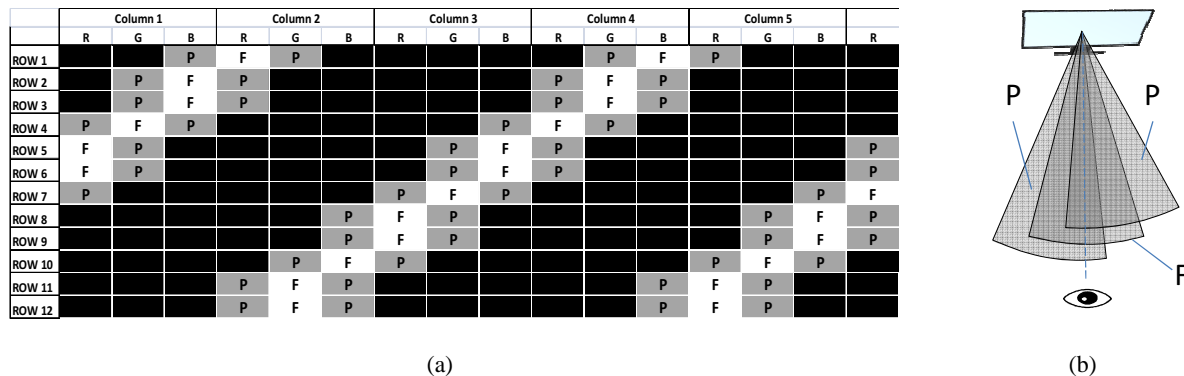 Column 1 Column 2 Column 3 Column 4 Column 5
R G B R G B R G B R G B R G B R
ROW 1 P F P P F P
ROW 2 P F P P F P
ROW 3 P F P P F P
ROW 4 P F P P F P
ROW 5 F P P F P P
ROW 6 F P P F P P
ROW 7 P P F P P F
ROW 8 P F P P F P
ROW 9 P F P P F P
ROW 10 P F P P F P
ROW 11 P F P P F P
ROW 12 P F P P F P
(a)
P P
F
(b)